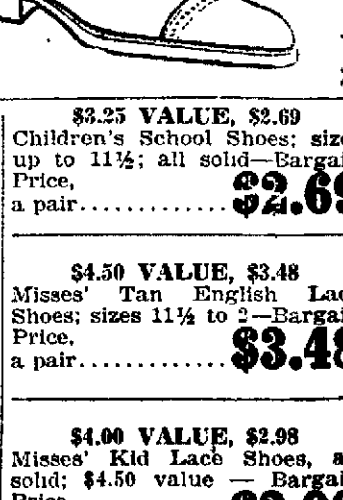 $3.25 VALUE, $2.69
Children's School Shoes; size
up to 11½; all solid—Bargai
Price,
a pair............ $2.69
$4.50 VALUE, $3.48
Misses' Tan English Lac
Shoes; sizes 11½ to 2—Bargai
Price,
a pair............ $3.48
$4.00 VALUE, $2.98
Misses' Kid Lace Shoes, a
solid; $4.50 value — Bargai
Price